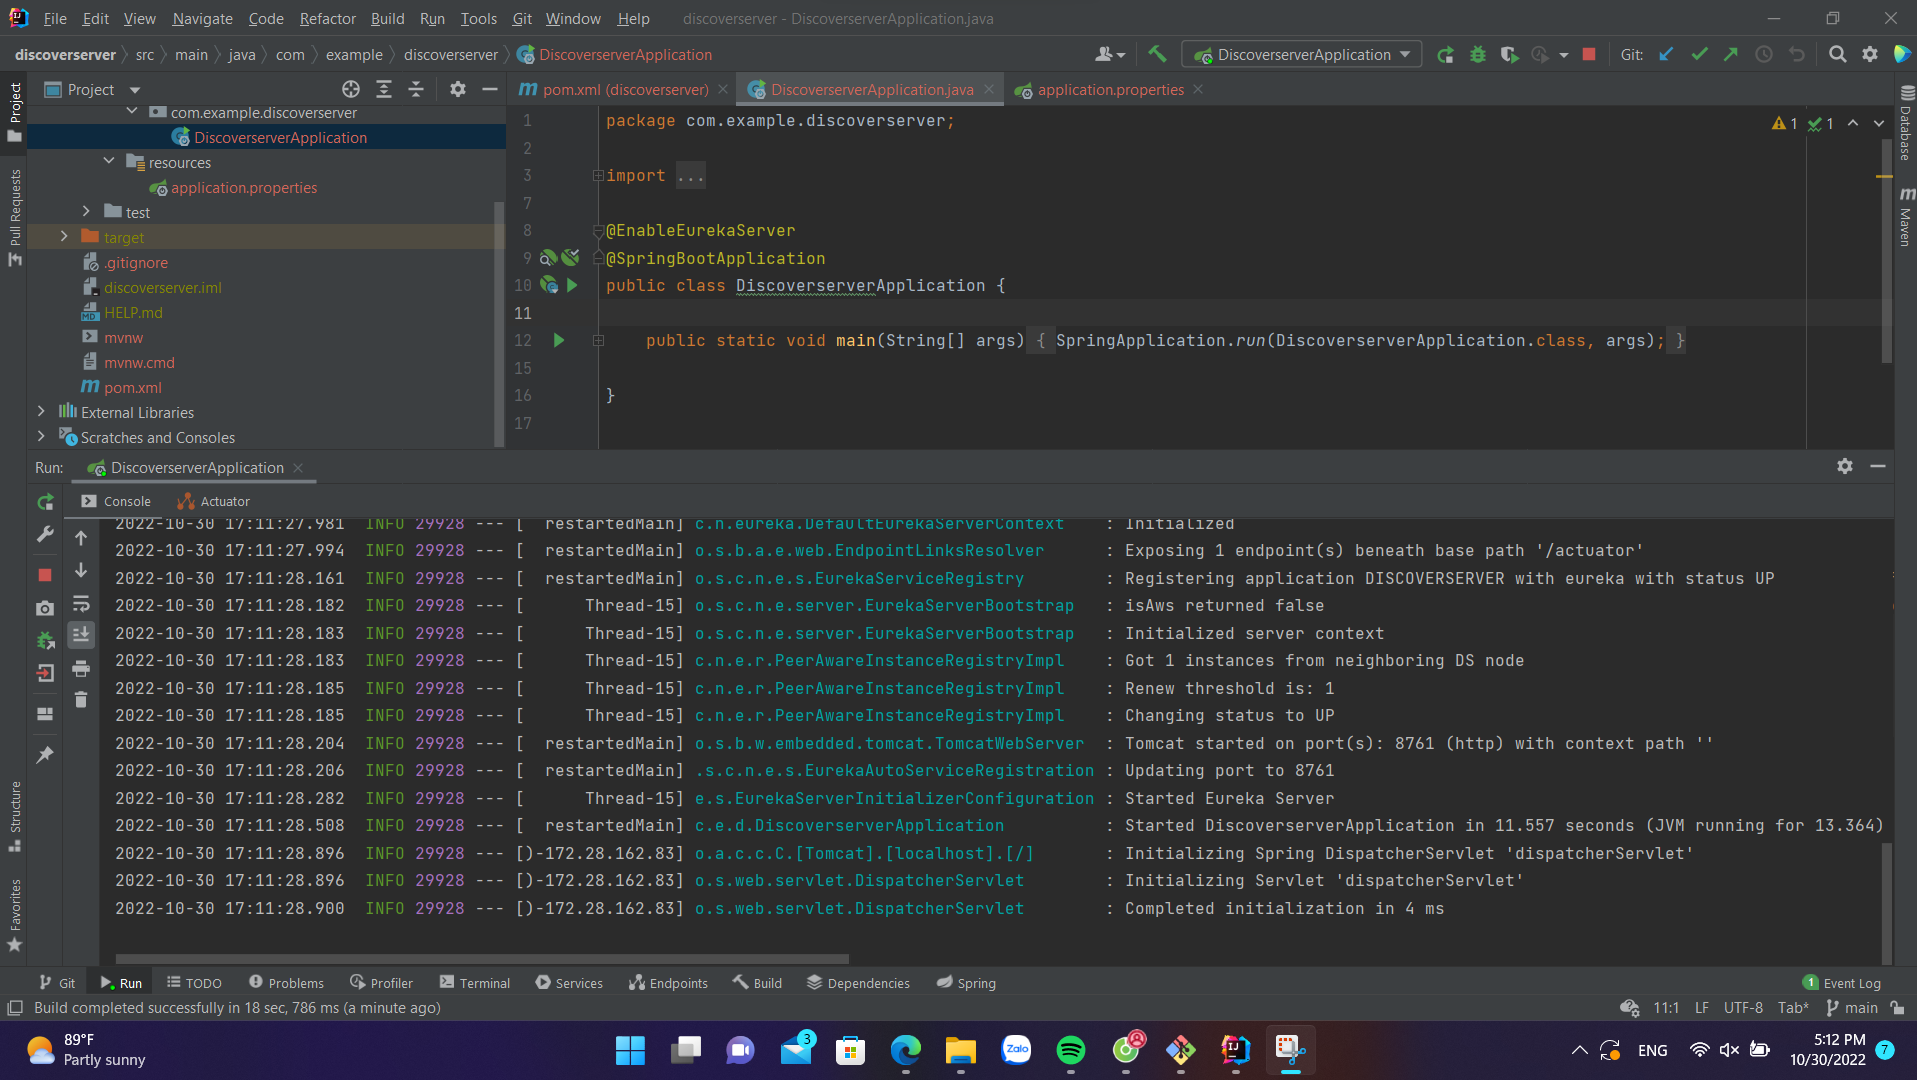 File Edit View Navigate Code Refactor Build Run Tools Git Window Help discoverserver - DiscoverserverApplication.java
discoverserver src main java com example discoverserver DiscoverserverApplication DiscoverserverApplication Git:
Project
pom.xml (discoverserver) DiscoverserverApplication.java application.properties
Project
Pull Requests
com.example.discoverserver
DiscoverserverApplication
resources
application.properties
test
target
.gitignore
discoverserver.iml
HELP.md
mvnw
mvnw.cmd
pom.xml
External Libraries
Scratches and Consoles
1 package com.example.discoverserver;
2
3 import ...
7
8 @EnableEurekaServer
9 @SpringBootApplication
10 public class DiscoverserverApplication {
11
12 public static void main(String[] args) { SpringApplication.run(DiscoverserverApplication.class, args); }
15
16 }
17
1 1
Database
Maven
Run: DiscoverserverApplication
Console Actuator
2022-10-30 17:11:27.981 INFO 29928 --- [ restartedMain] c.n.eureka.DefaultEurekaServerContext : Initialized
2022-10-30 17:11:27.994 INFO 29928 --- [ restartedMain] o.s.b.a.e.web.EndpointLinksResolver : Exposing 1 endpoint(s) beneath base path '/actuator'
2022-10-30 17:11:28.161 INFO 29928 --- [ restartedMain] o.s.c.n.e.s.EurekaServiceRegistry : Registering application DISCOVERSERVER with eureka with status UP
2022-10-30 17:11:28.182 INFO 29928 --- [ Thread-15] o.s.c.n.e.server.EurekaServerBootstrap : isAws returned false
2022-10-30 17:11:28.183 INFO 29928 --- [ Thread-15] o.s.c.n.e.server.EurekaServerBootstrap : Initialized server context
2022-10-30 17:11:28.183 INFO 29928 --- [ Thread-15] c.n.e.r.PeerAwareInstanceRegistryImpl : Got 1 instances from neighboring DS node
2022-10-30 17:11:28.185 INFO 29928 --- [ Thread-15] c.n.e.r.PeerAwareInstanceRegistryImpl : Renew threshold is: 1
2022-10-30 17:11:28.185 INFO 29928 --- [ Thread-15] c.n.e.r.PeerAwareInstanceRegistryImpl : Changing status to UP
2022-10-30 17:11:28.204 INFO 29928 --- [ restartedMain] o.s.b.w.embedded.tomcat.TomcatWebServer : Tomcat started on port(s): 8761 (http) with context path ''
2022-10-30 17:11:28.206 INFO 29928 --- [ restartedMain] .s.c.n.e.s.EurekaAutoServiceRegistration : Updating port to 8761
2022-10-30 17:11:28.282 INFO 29928 --- [ Thread-15] e.s.EurekaServerInitializerConfiguration : Started Eureka Server
2022-10-30 17:11:28.508 INFO 29928 --- [ restartedMain] c.e.d.DiscoverserverApplication : Started DiscoverserverApplication in 11.557 seconds (JVM running for 13.364)
2022-10-30 17:11:28.896 INFO 29928 --- [)-172.28.162.83] o.a.c.c.C.[Tomcat].[localhost].[/] : Initializing Spring DispatcherServlet 'dispatcherServlet'
2022-10-30 17:11:28.896 INFO 29928 --- [)-172.28.162.83] o.s.web.servlet.DispatcherServlet : Initializing Servlet 'dispatcherServlet'
2022-10-30 17:11:28.900 INFO 29928 --- [)-172.28.162.83] o.s.web.servlet.DispatcherServlet : Completed initialization in 4 ms
Structure
Favorites
Git Run TODO Problems Profiler Terminal Services Endpoints Build Dependencies Spring 1 Event Log
Build completed successfully in 18 sec, 786 ms (a minute ago) 11:1 LF UTF-8 Tab* main
89°F
Partly sunny
3
Zalo
ENG
5:12 PM
10/30/2022
7